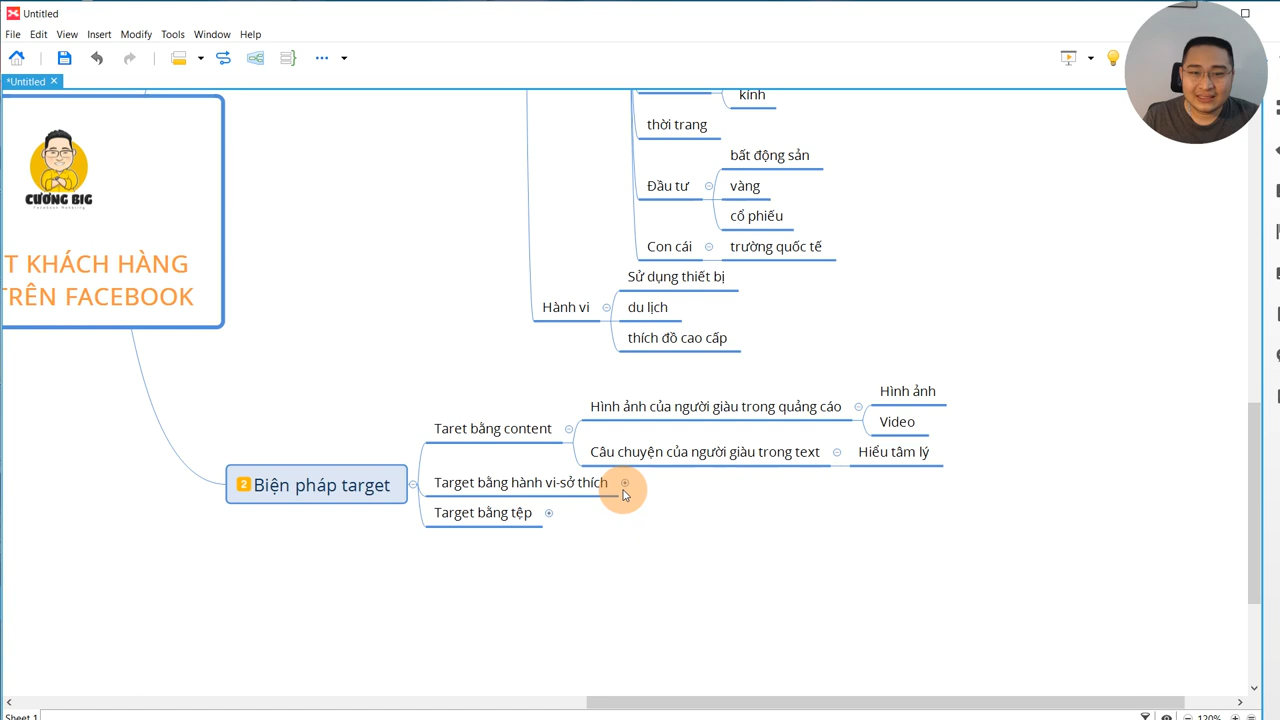 Untitled
File Edit View Insert Modify Tools Window Help
*Untitled
kính
thời trang
bất động sản
Đầu tư
vàng
cổ phiếu
Con cái
trường quốc tế
CƯƠNG BIG
T KHÁCH HÀNG
TRÊN FACEBOOK
Sử dụng thiết bị
Hành vi
du lịch
thích đồ cao cấp
Hình ảnh
Hình ảnh của người giàu trong quảng cáo
Video
Taret bằng content
Câu chuyện của người giàu trong text
Hiểu tâm lý
2 Biện pháp target
Target bằng hành vi-sở thích
Target bằng tệp
Sheet 1
120%